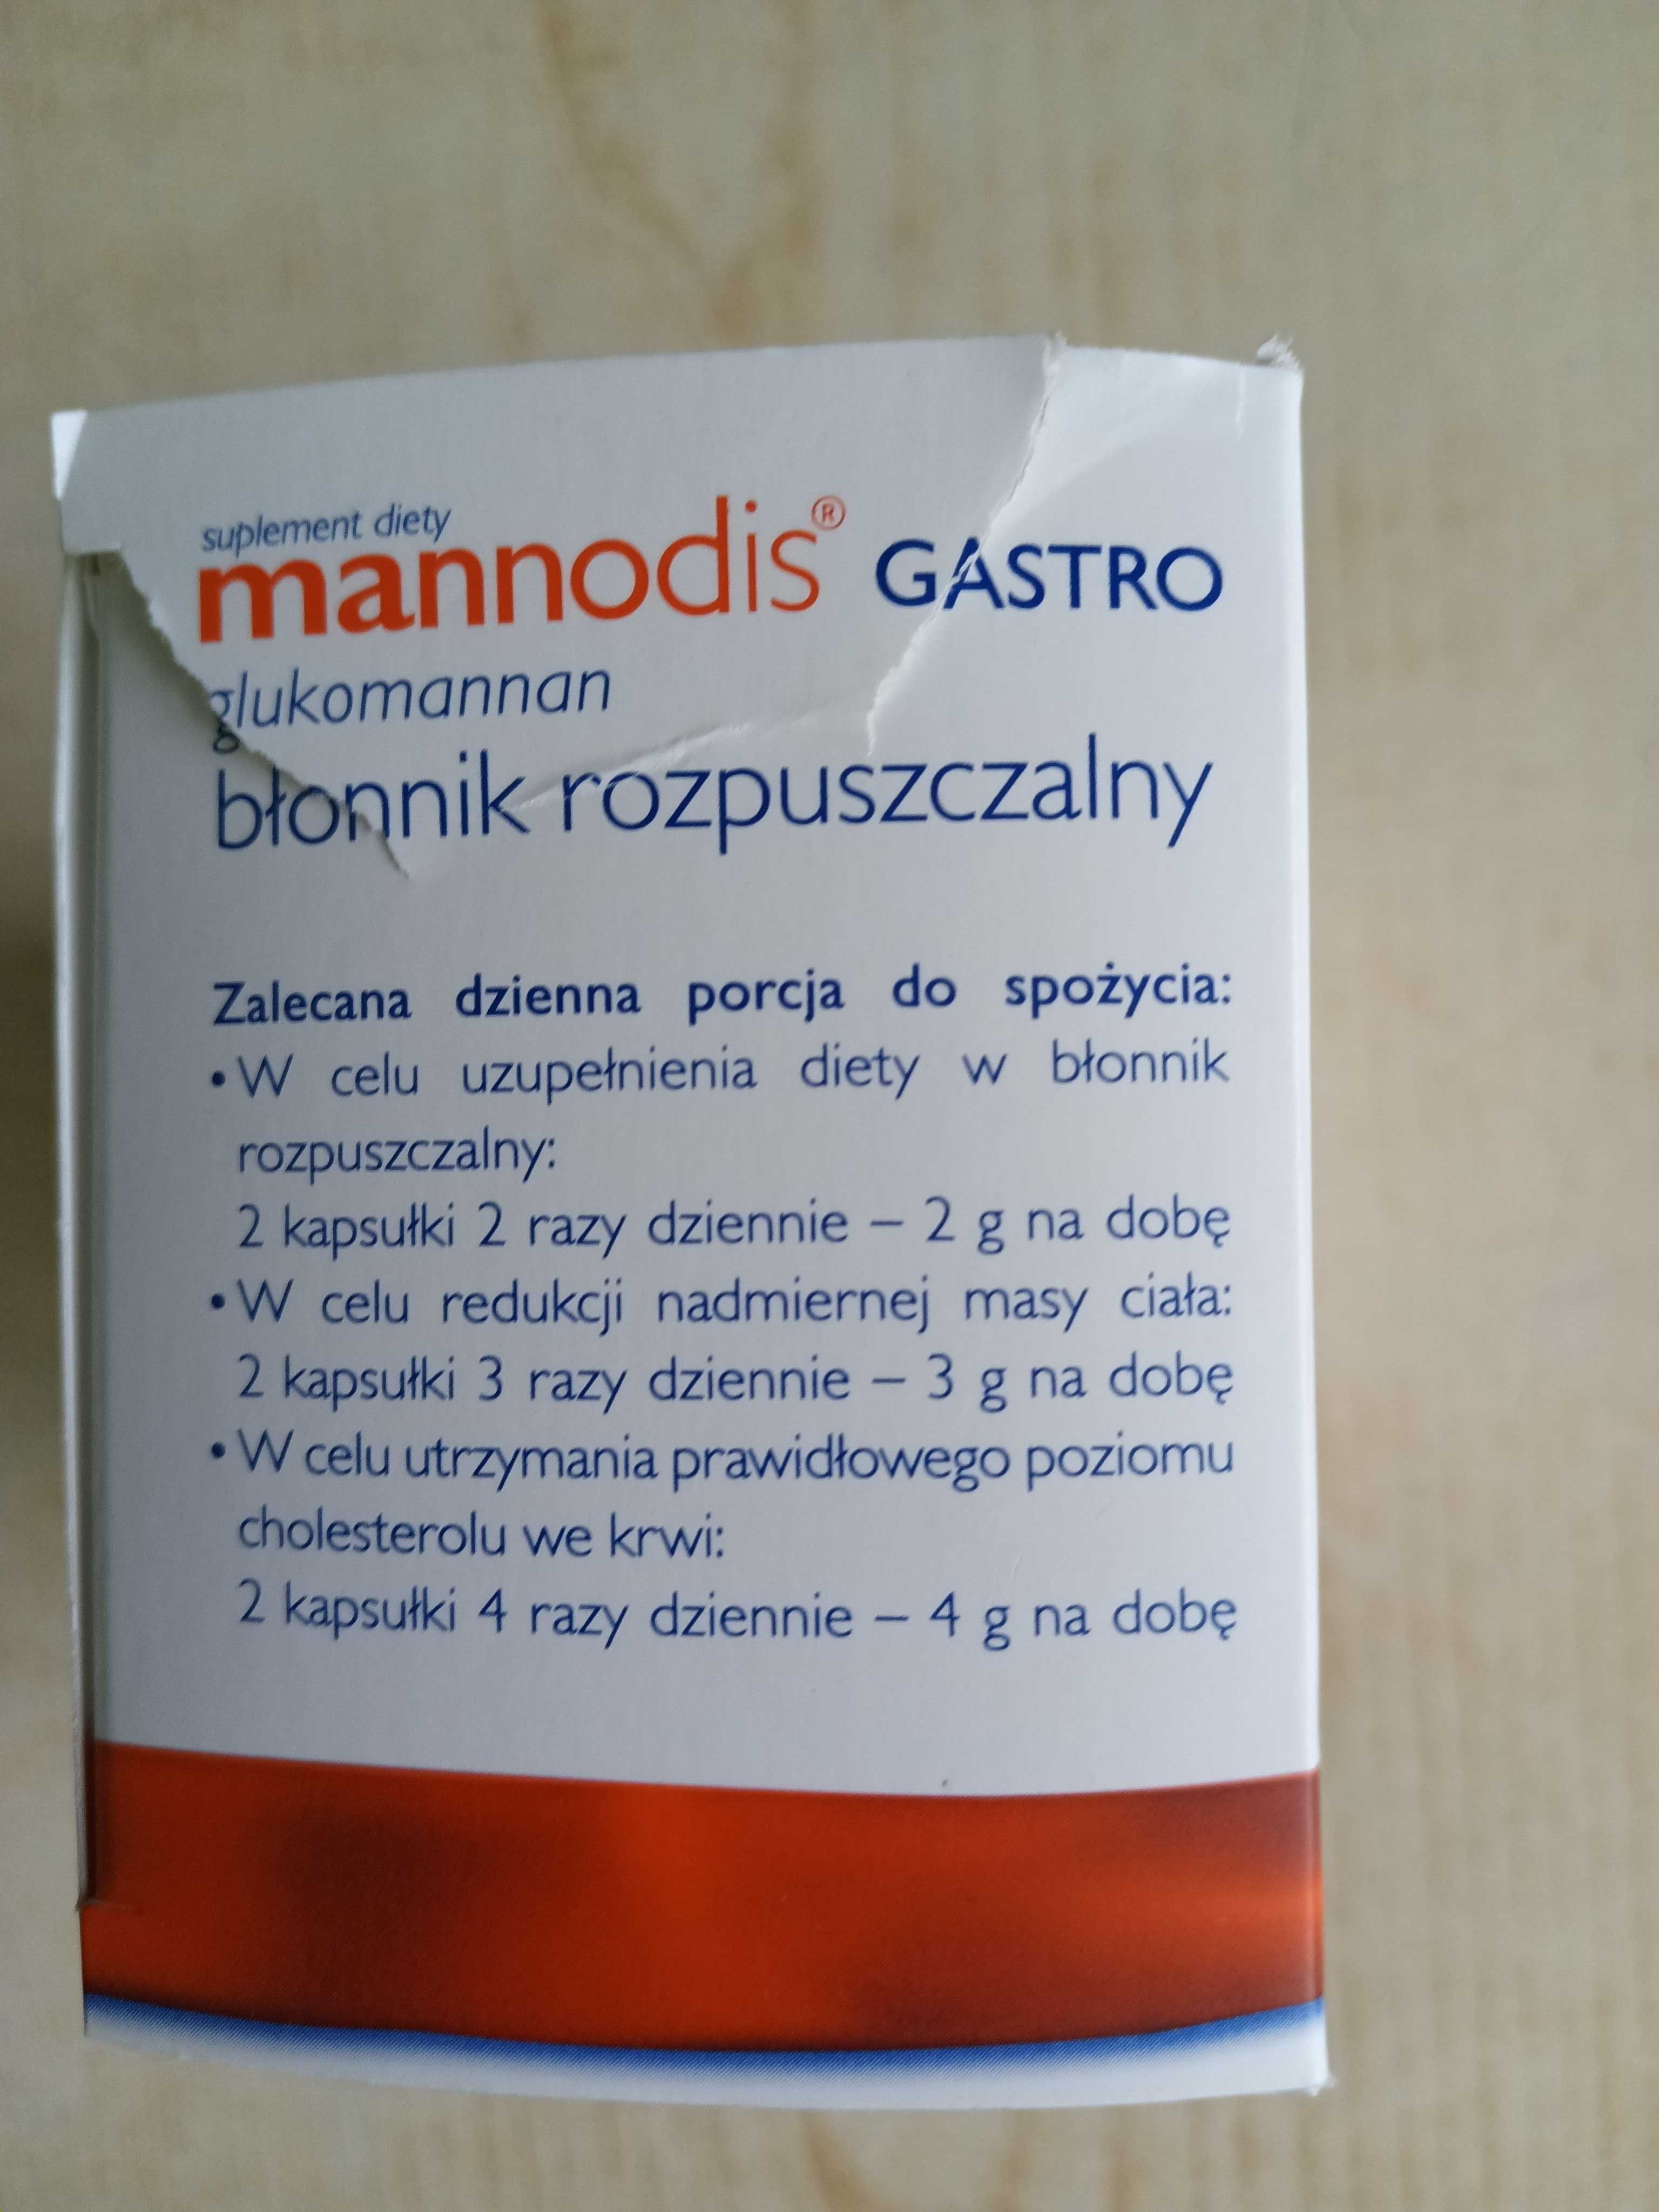 suplement diety
mannodis® GASTRO
glukomannan
błonnik rozpuszczalny
Zalecana dzienna porcja do spożycia:
•W celu uzupełnienia diety w błonnik
rozpuszczalny:
2 kapsułki 2 razy dziennie – 2 g na dobę
•W celu redukcji nadmiernej masy ciała:
2 kapsułki 3 razy dziennie – 3 g na dobę
•W celu utrzymania prawidłowego poziomu
cholesterolu we krwi:
2 kapsułki 4 razy dziennie – 4 g na dobę